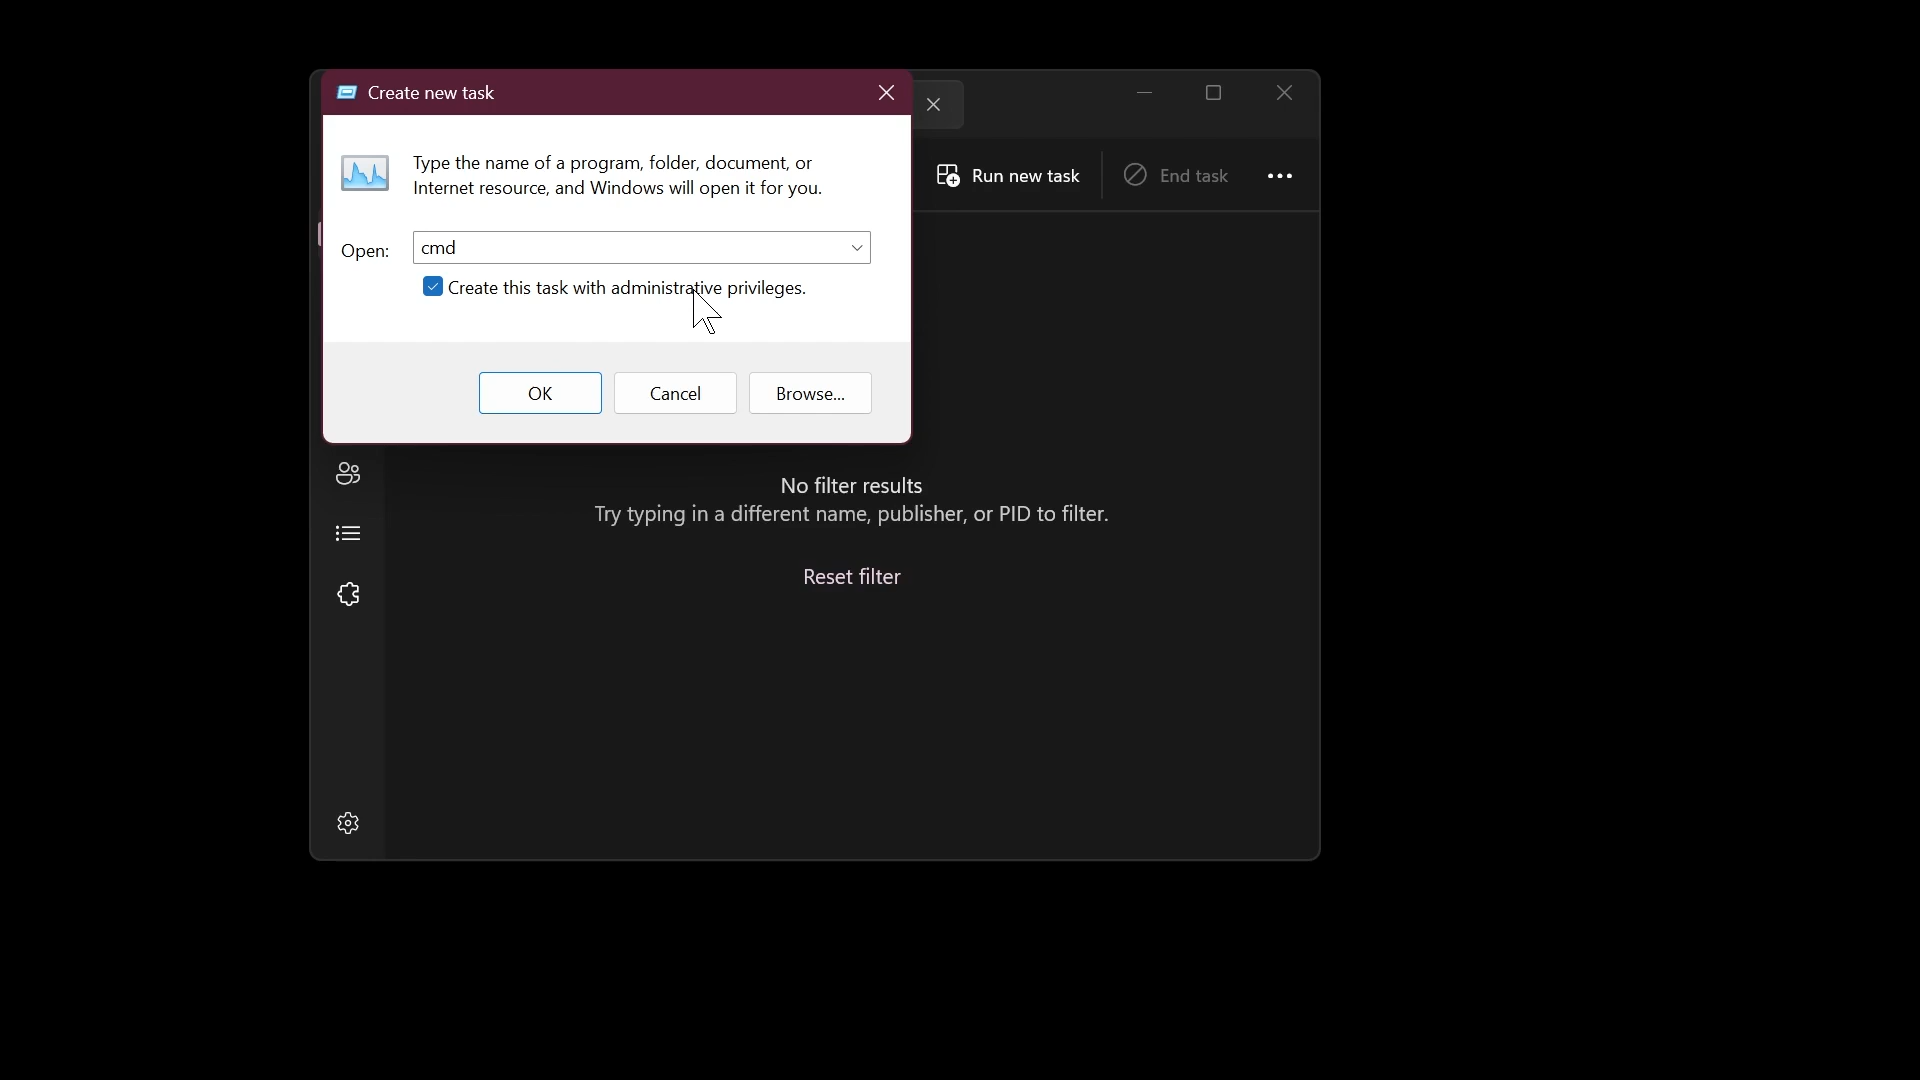 Create new task
Type the name of a program, folder, document, or
Internet resource, and Windows will open it for you.
Open: cmd
Create this task with administrative privileges.
OK Cancel Browse...
Run new task End task
No filter results
Try typing in a different name, publisher, or PID to filter.
Reset filter